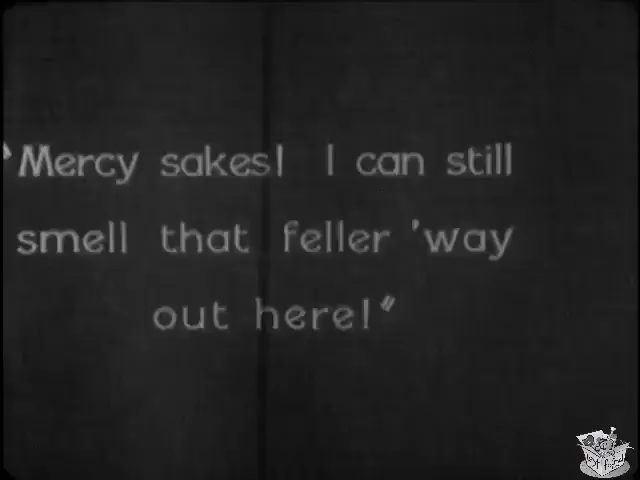 "Mercy sakes! I can still
smell that feller 'way
out here!"